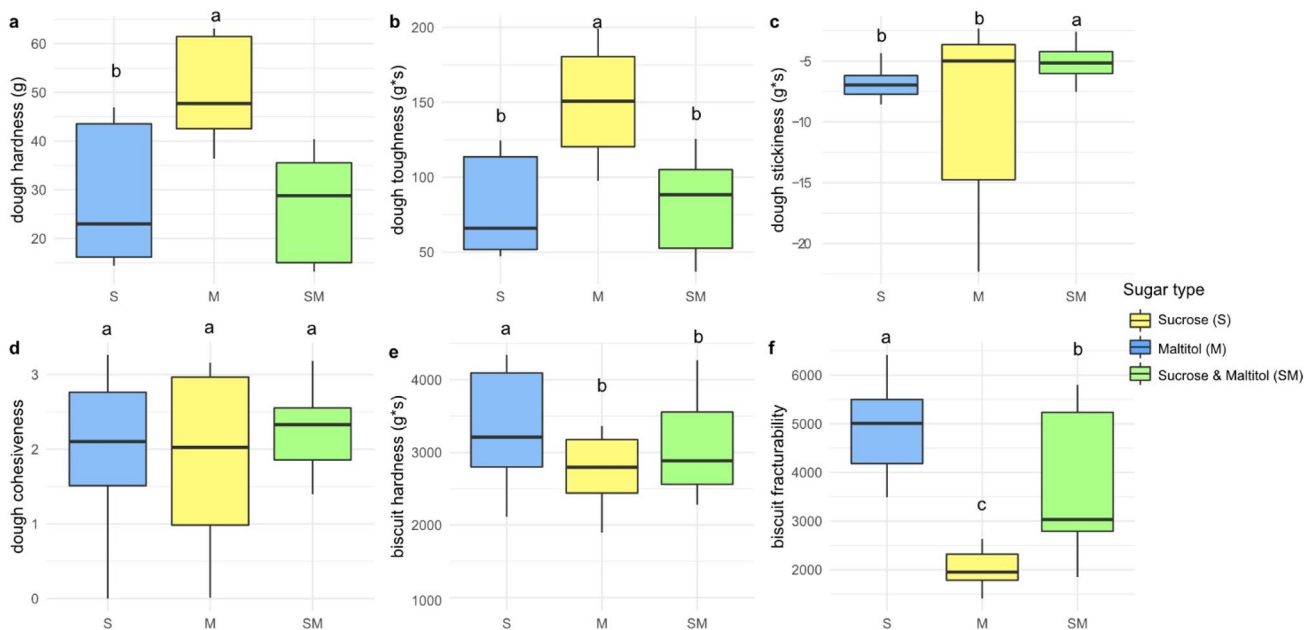 a
dough hardness (g)
60
50
40
30
20
b
a
S
M
SM
b
dough toughness (g*s)
200
150
100
50
b
a
b
S
M
SM
c
dough stickiness (g*s)
-5
-10
-15
-20
b
b
a
S
M
SM
Sugar type
Sucrose (S)
Maltitol (M)
Sucrose & Maltitol (SM)
d
dough cohesiveness
3
2
1
0
a
a
a
S
M
SM
e
biscuit hardness (g*s)
4000
3000
2000
1000
a
b
b
S
M
SM
f
biscuit fracturability
6000
5000
4000
3000
2000
a
c
b
S
M
SM